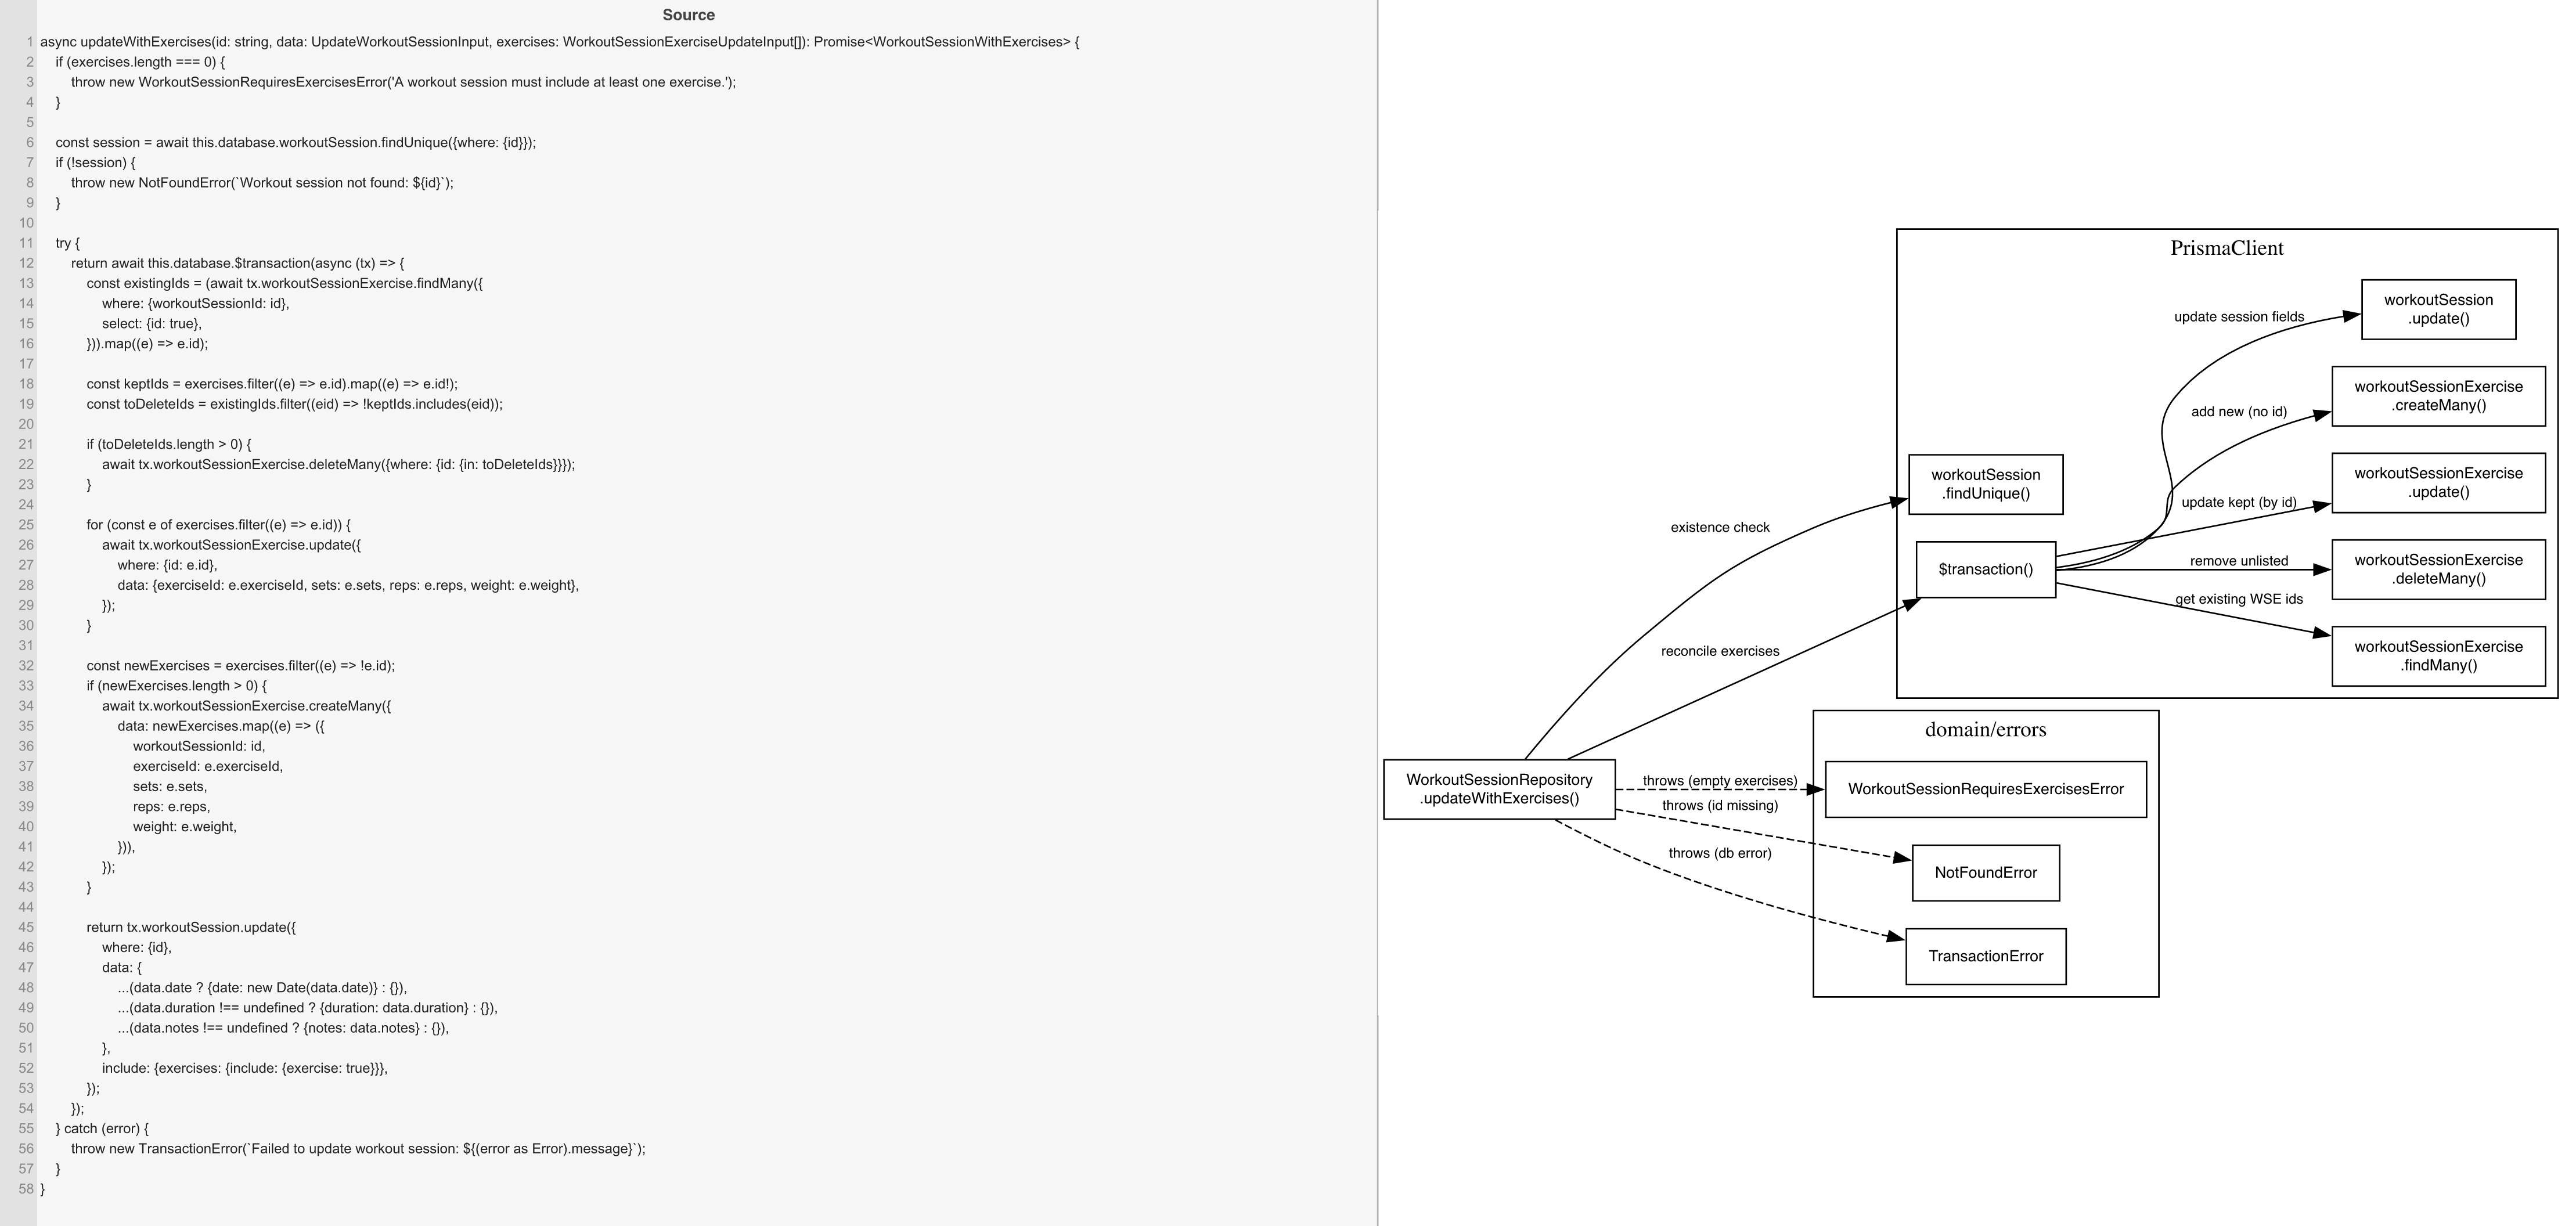 Source
1 async updateWithExercises(id: string, data: UpdateWorkoutSessionInput, exercises: WorkoutSessionExerciseUpdateInput[]): Promise<WorkoutSessionWithExercises> {
2     if (exercises.length === 0) {
3         throw new WorkoutSessionRequiresExercisesError('A workout session must include at least one exercise.');
4     }
5
6     const session = await this.database.workoutSession.findUnique({where: {id}});
7     if (!session) {
8         throw new NotFoundError(`Workout session not found: ${id}`);
9     }
10
11     try {
12         return await this.database.$transaction(async (tx) => {
13             const existingIds = (await tx.workoutSessionExercise.findMany({
14                 where: {workoutSessionId: id},
15                 select: {id: true},
16             })).map((e) => e.id);
17
18             const keptIds = exercises.filter((e) => e.id).map((e) => e.id!);
19             const toDeleteIds = existingIds.filter((eid) => !keptIds.includes(eid));
20
21             if (toDeleteIds.length > 0) {
22                 await tx.workoutSessionExercise.deleteMany({where: {id: {in: toDeleteIds}}});
23             }
24
25             for (const e of exercises.filter((e) => e.id)) {
26                 await tx.workoutSessionExercise.update({
27                     where: {id: e.id},
28                     data: {exerciseId: e.exerciseId, sets: e.sets, reps: e.reps, weight: e.weight},
29                 });
30             }
31
32             const newExercises = exercises.filter((e) => !e.id);
33             if (newExercises.length > 0) {
34                 await tx.workoutSessionExercise.createMany({
35                     data: newExercises.map((e) => ({
36                         workoutSessionId: id,
37                         exerciseId: e.exerciseId,
38                         sets: e.sets,
39                         reps: e.reps,
40                         weight: e.weight,
41                     })),
42                 });
43             }
44
45             return tx.workoutSession.update({
46                 where: {id},
47                 data: {
48                     ...(data.date ? {date: new Date(data.date)} : {}),
49                     ...(data.duration !== undefined ? {duration: data.duration} : {}),
50                     ...(data.notes !== undefined ? {notes: data.notes} : {}),
51                 },
52                 include: {exercises: {include: {exercise: true}}},
53             });
54         });
55     } catch (error) {
56         throw new TransactionError(`Failed to update workout session: ${(error as Error).message}`);
57     }
58 }
PrismaClient
workoutSession
.update()
update session fields
workoutSessionExercise
.createMany()
add new (no id)
workoutSession
.findUnique()
workoutSessionExercise
.update()
update kept (by id)
existence check
$transaction()
remove unlisted
workoutSessionExercise
.deleteMany()
get existing WSE ids
reconcile exercises
workoutSessionExercise
.findMany()
domain/errors
WorkoutSessionRepository
.updateWithExercises()
throws (empty exercises)
WorkoutSessionRequiresExercisesError
throws (id missing)
throws (db error)
NotFoundError
TransactionError